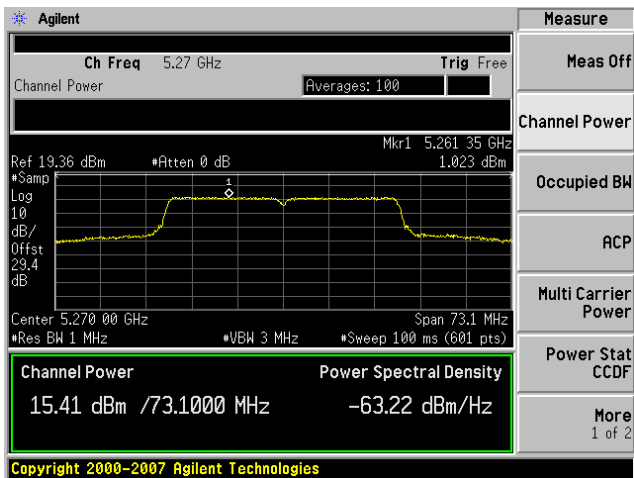 Agilent
Measure
Ch Freq 5.27 GHz Trig Free
Channel Power Averages: 100
Mkr1 5.261 35 GHz
Ref 19.36 dBm #Atten 0 dB 1.023 dBm
#Samp
Log
10
dB/
Offst
29.4
dB
1
Center 5.270 00 GHz Span 73.1 MHz
#Res BW 1 MHz #VBW 3 MHz #Sweep 100 ms (601 pts)
Channel Power Power Spectral Density
15.41 dBm /73.1000 MHz -63.22 dBm/Hz
Copyright 2000-2007 Agilent Technologies
Meas Off
Channel Power
Occupied BW
ACP
Multi Carrier
Power
Power Stat
CCDF
More
1 of 2